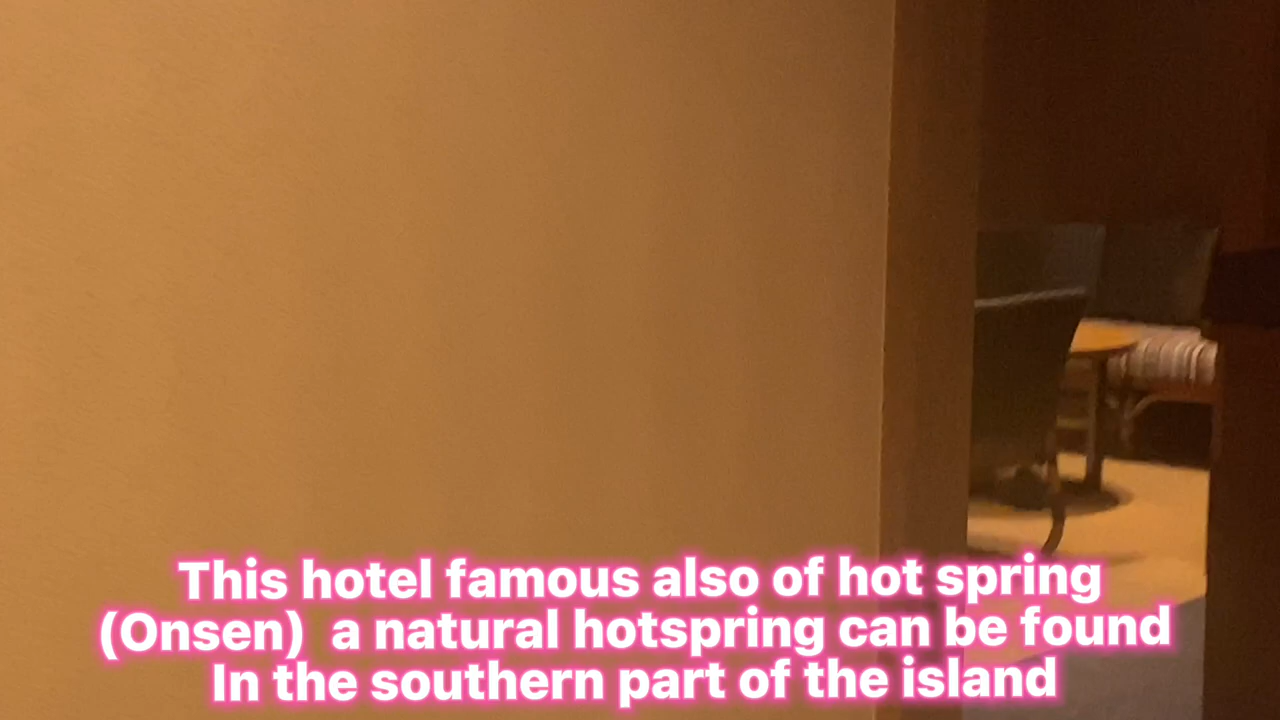 This hotel famous also of hot spring
(Onsen)  a natural hotspring can be found
In the southern part of the island